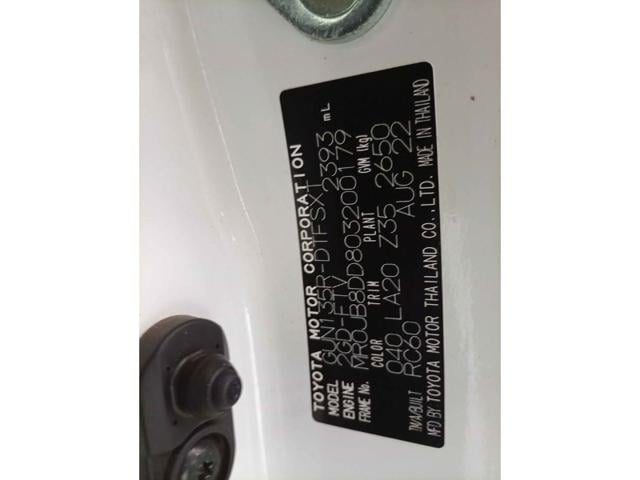 TOYOTA MOTOR CORPORATION
MODEL GUN135R-DTFSXT
ENGINE 2GD-FTV 2393 mL
FRAME No. MR0JB8DD803200179
COLOR TRIM PLANT GVM (kg)
040 LA20 Z35 2650
TM/A/BUILT RC60 AUG 22
MFD BY TOYOTA MOTOR THAILAND CO.,LTD. MADE IN THAILAND